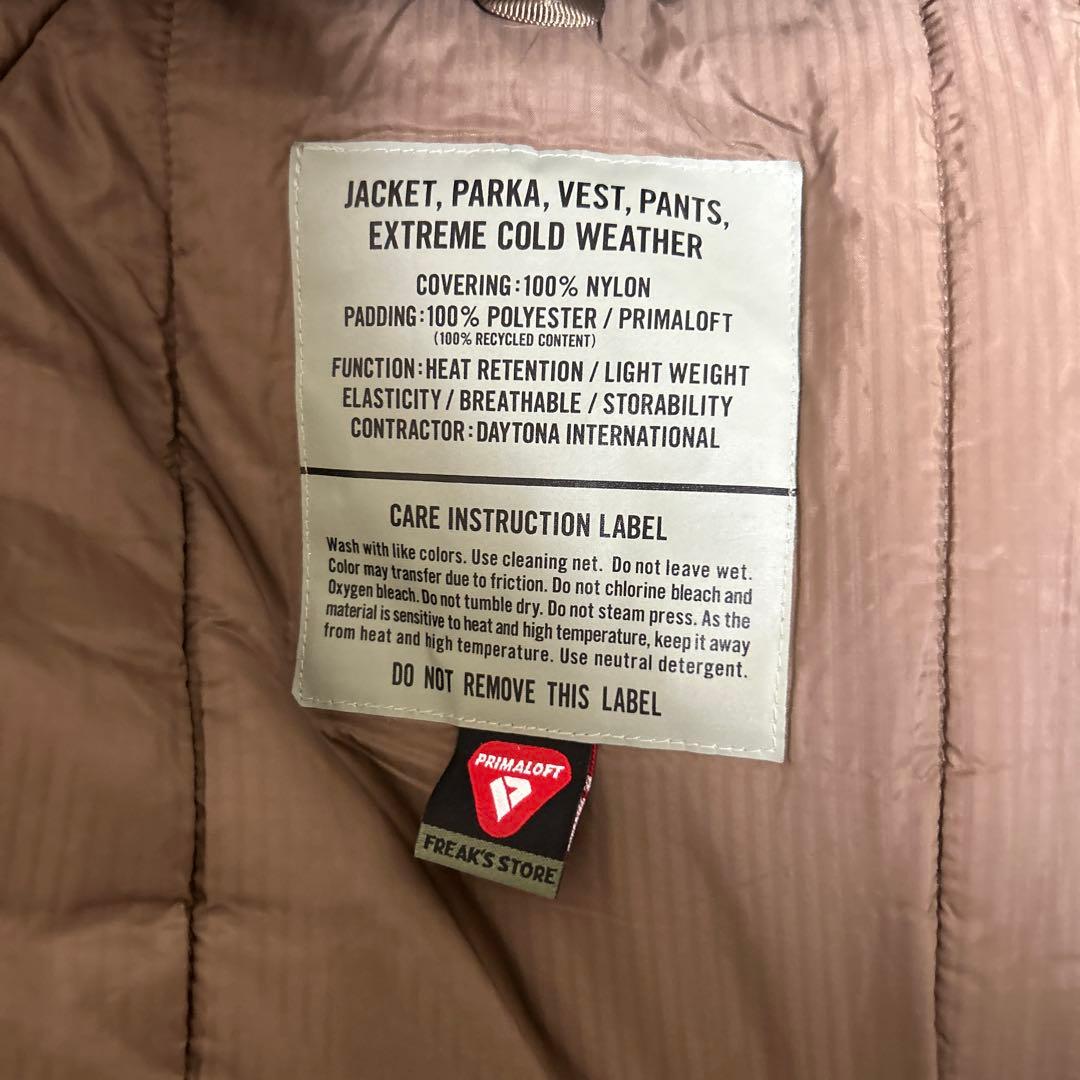 JACKET, PARKA, VEST, PANTS,
EXTREME COLD WEATHER
COVERING:100% NYLON
PADDING:100% POLYESTER / PRIMALOFT
(100% RECYCLED CONTENT)
FUNCTION:HEAT RETENTION / LIGHT WEIGHT
ELASTICITY / BREATHABLE / STORABILITY
CONTRACTOR:DAYTONA INTERNATIONAL
CARE INSTRUCTION LABEL
Wash with like colors. Use cleaning net. Do not leave wet.
Color may transfer due to friction. Do not chlorine bleach and
Oxygen bleach. Do not tumble dry. Do not steam press. As the
material is sensitive to heat and high temperature, keep it away
from heat and high temperature. Use neutral detergent.
DO NOT REMOVE THIS LABEL
PRIMALOFT
FREAK'S STORE